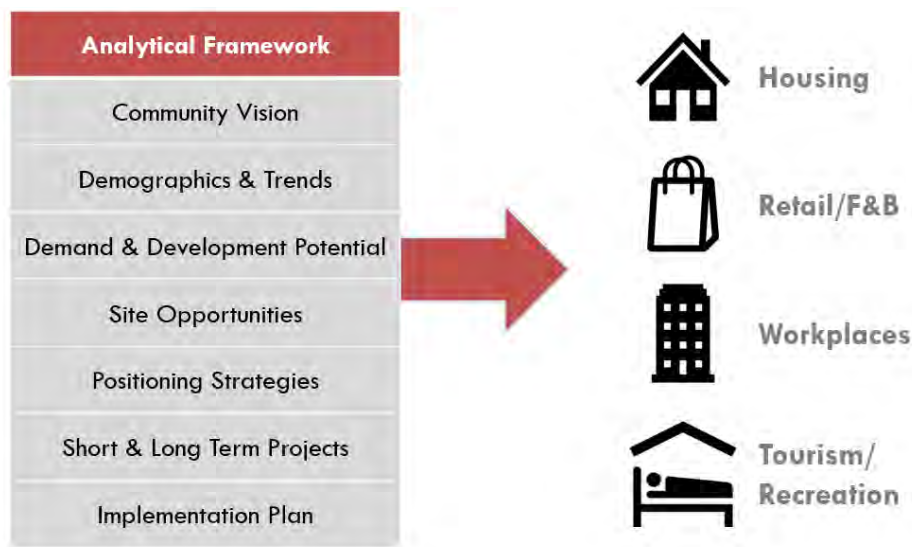 Analytical Framework
Community Vision
Demographics & Trends
Demand & Development Potential
Site Opportunities
Positioning Strategies
Short & Long Term Projects
Implementation Plan
Housing
Retail/F&B
Workplaces
Tourism/
Recreation